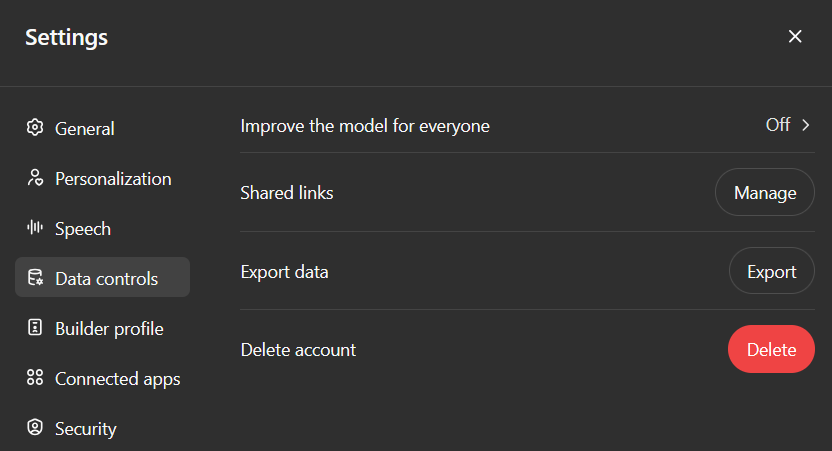 Settings
General
Personalization
Speech
Data controls
Builder profile
Connected apps
Security
Improve the model for everyone Off
Shared links Manage
Export data Export
Delete account Delete